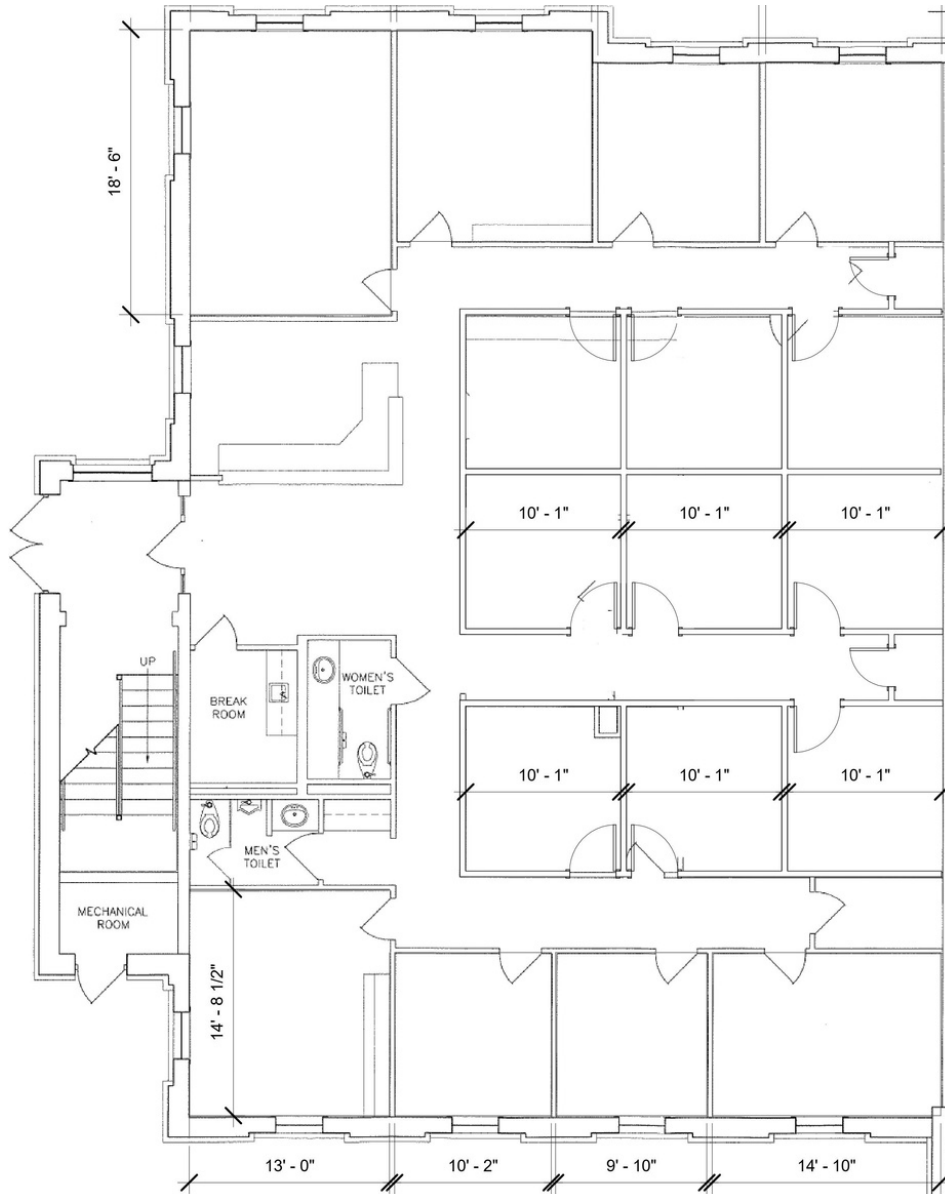 18' - 6"
10' - 1"
10' - 1"
10' - 1"
UP
BREAK
ROOM
WOMEN'S
TOILET
10' - 1"
10' - 1"
10' - 1"
MEN'S
TOILET
MECHANICAL
ROOM
14' - 8 1/2"
13' - 0"
10' - 2"
9' - 10"
14' - 10"